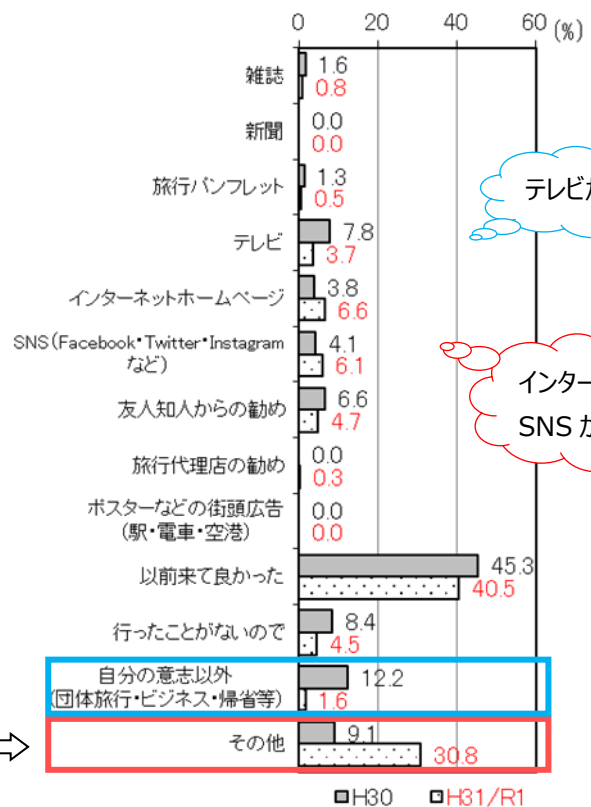 0 20 40 60 (%)
雑誌 1.6
0.8
新聞 0.0
0.0
旅行パンフレット 1.3
0.5
テレビ 7.8
3.7
インターネットホームページ 3.8
6.6
SNS(Facebook・Twitter・Instagram
など) 4.1
6.1
友人知人からの勧め 6.6
4.7
旅行代理店の勧め 0.0
0.3
ポスターなどの街頭広告
(駅・電車・空港) 0.0
0.0
以前来て良かった 45.3
40.5
行ったことがないので 8.4
4.5
自分の意志以外
(団体旅行・ビジネス・帰省等) 12.2
1.6
その他 9.1
30.8
H30 H31/R1
テレビ
インター
SNS か
⇨